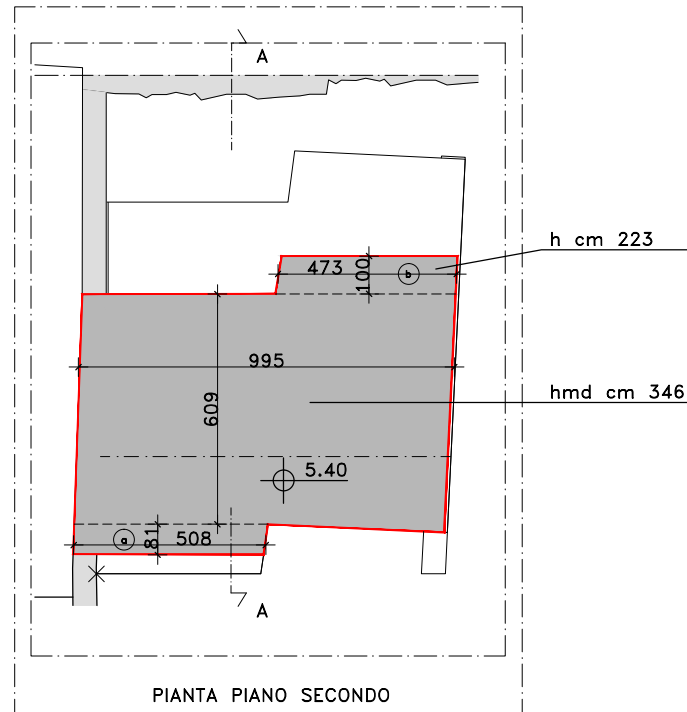 A
h cm 223
473
100
b
995
hmd cm 346
609
5.40
a
81
508
A
PIANTA PIANO SECONDO